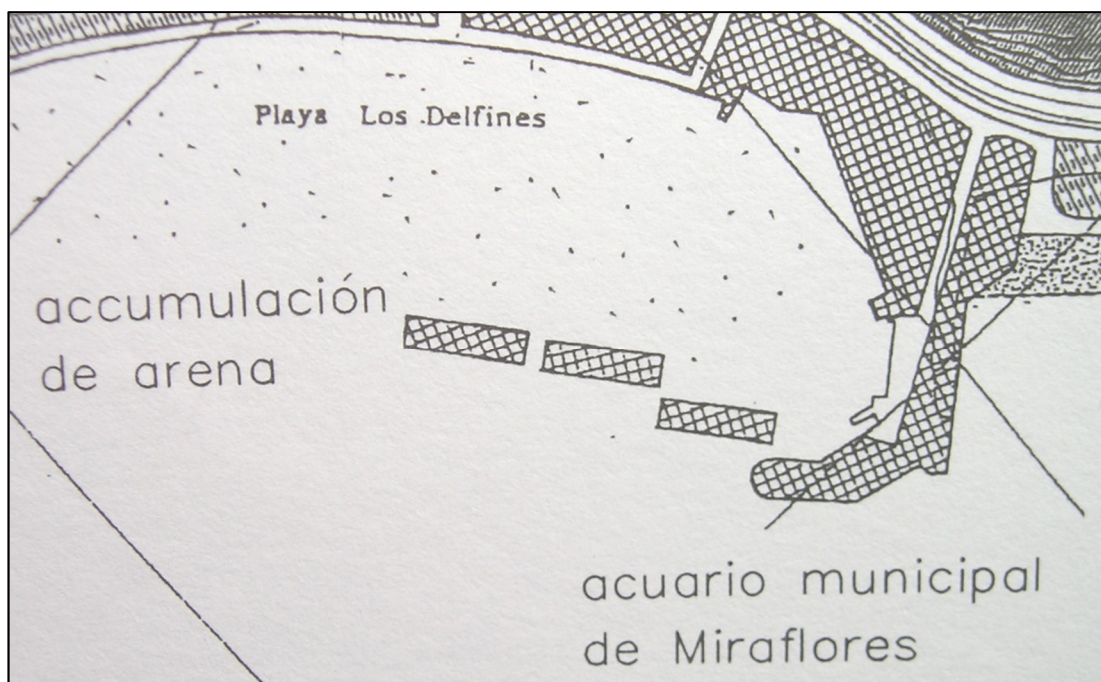 Playa Los Delfines
accumulación
de arena
acuario municipal
de Miraflores